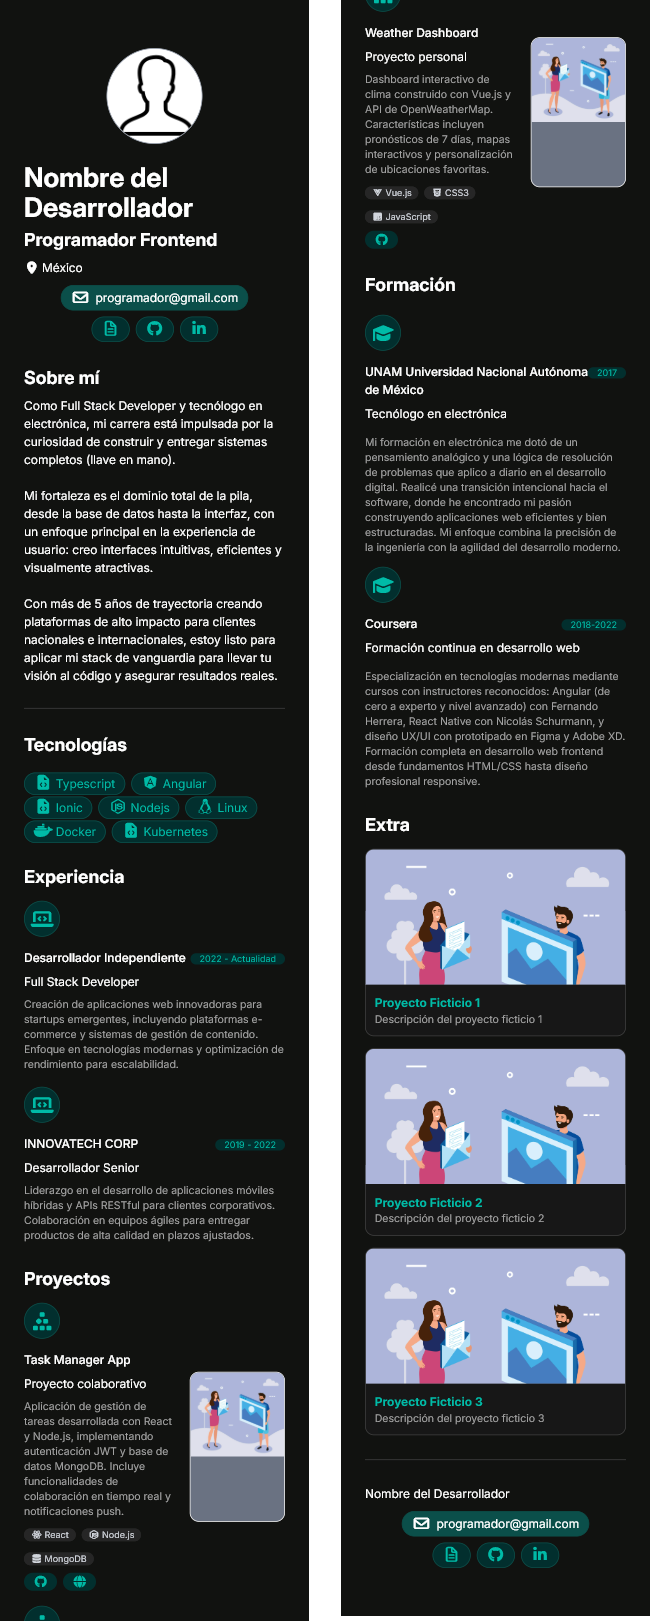 Nombre del
Desarrollador
Programador Frontend
México
programador@gmail.com
Sobre mí
Como Full Stack Developer y tecnólogo en
electrónica, mi carrera está impulsada por la
curiosidad de construir y entregar sistemas
completos (llave en mano).
Mi fortaleza es el dominio total de la pila,
desde la base de datos hasta la interfaz, con
un enfoque principal en la experiencia de
usuario: creo interfaces intuitivas, eficientes y
visualmente atractivas.
Con más de 5 años de trayectoria creando
plataformas de alto impacto para clientes
nacionales e internacionales, estoy listo para
aplicar mi stack de vanguardia para llevar tu
visión al código y asegurar resultados reales.
Tecnologías
Typescript Angular
Ionic Nodejs Linux
Docker Kubernetes
Experiencia
Desarrollador Independiente 2022 - Actualidad
Full Stack Developer
Creación de aplicaciones web innovadoras para
startups emergentes, incluyendo plataformas e-
commerce y sistemas de gestión de contenido.
Enfoque en tecnologías modernas y optimización de
rendimiento para escalabilidad.
INNOVATECH CORP 2019 - 2022
Desarrollador Senior
Liderazgo en el desarrollo de aplicaciones móviles
híbridas y APIs RESTful para clientes corporativos.
Colaboración en equipos ágiles para entregar
productos de alta calidad en plazos ajustados.
Proyectos
Task Manager App
Proyecto colaborativo
Aplicación de gestión de
tareas desarrollada con React
y Node.js, implementando
autenticación JWT y base de
datos MongoDB. Incluye
funcionalidades de
colaboración en tiempo real y
notificaciones push.
React Node.js
MongoDB
Weather Dashboard
Proyecto personal
Dashboard interactivo de
clima construido con Vue.js y
API de OpenWeatherMap.
Características incluyen
pronósticos de 7 días, mapas
interactivos y personalización
de ubicaciones favoritas.
Vue.js CSS3
JavaScript
Formación
UNAM Universidad Nacional Autónoma 2017
de México
Tecnólogo en electrónica
Mi formación en electrónica me dotó de un
pensamiento analógico y una lógica de resolución
de problemas que aplico a diario en el desarrollo
digital. Realicé una transición intencional hacia el
software, donde he encontrado mi pasión
construyendo aplicaciones web eficientes y bien
estructuradas. Mi enfoque combina la precisión de
la ingeniería con la agilidad del desarrollo moderno.
Coursera 2018-2022
Formación continua en desarrollo web
Especialización en tecnologías modernas mediante
cursos con instructores reconocidos: Angular (de
cero a experto y nivel avanzado) con Fernando
Herrera, React Native con Nicolás Schurmann, y
diseño UX/UI con prototipado en Figma y Adobe XD.
Formación completa en desarrollo web frontend
desde fundamentos HTML/CSS hasta diseño
profesional responsive.
Extra
Proyecto Ficticio 1
Descripción del proyecto ficticio 1
Proyecto Ficticio 2
Descripción del proyecto ficticio 2
Proyecto Ficticio 3
Descripción del proyecto ficticio 3
Nombre del Desarrollador
programador@gmail.com